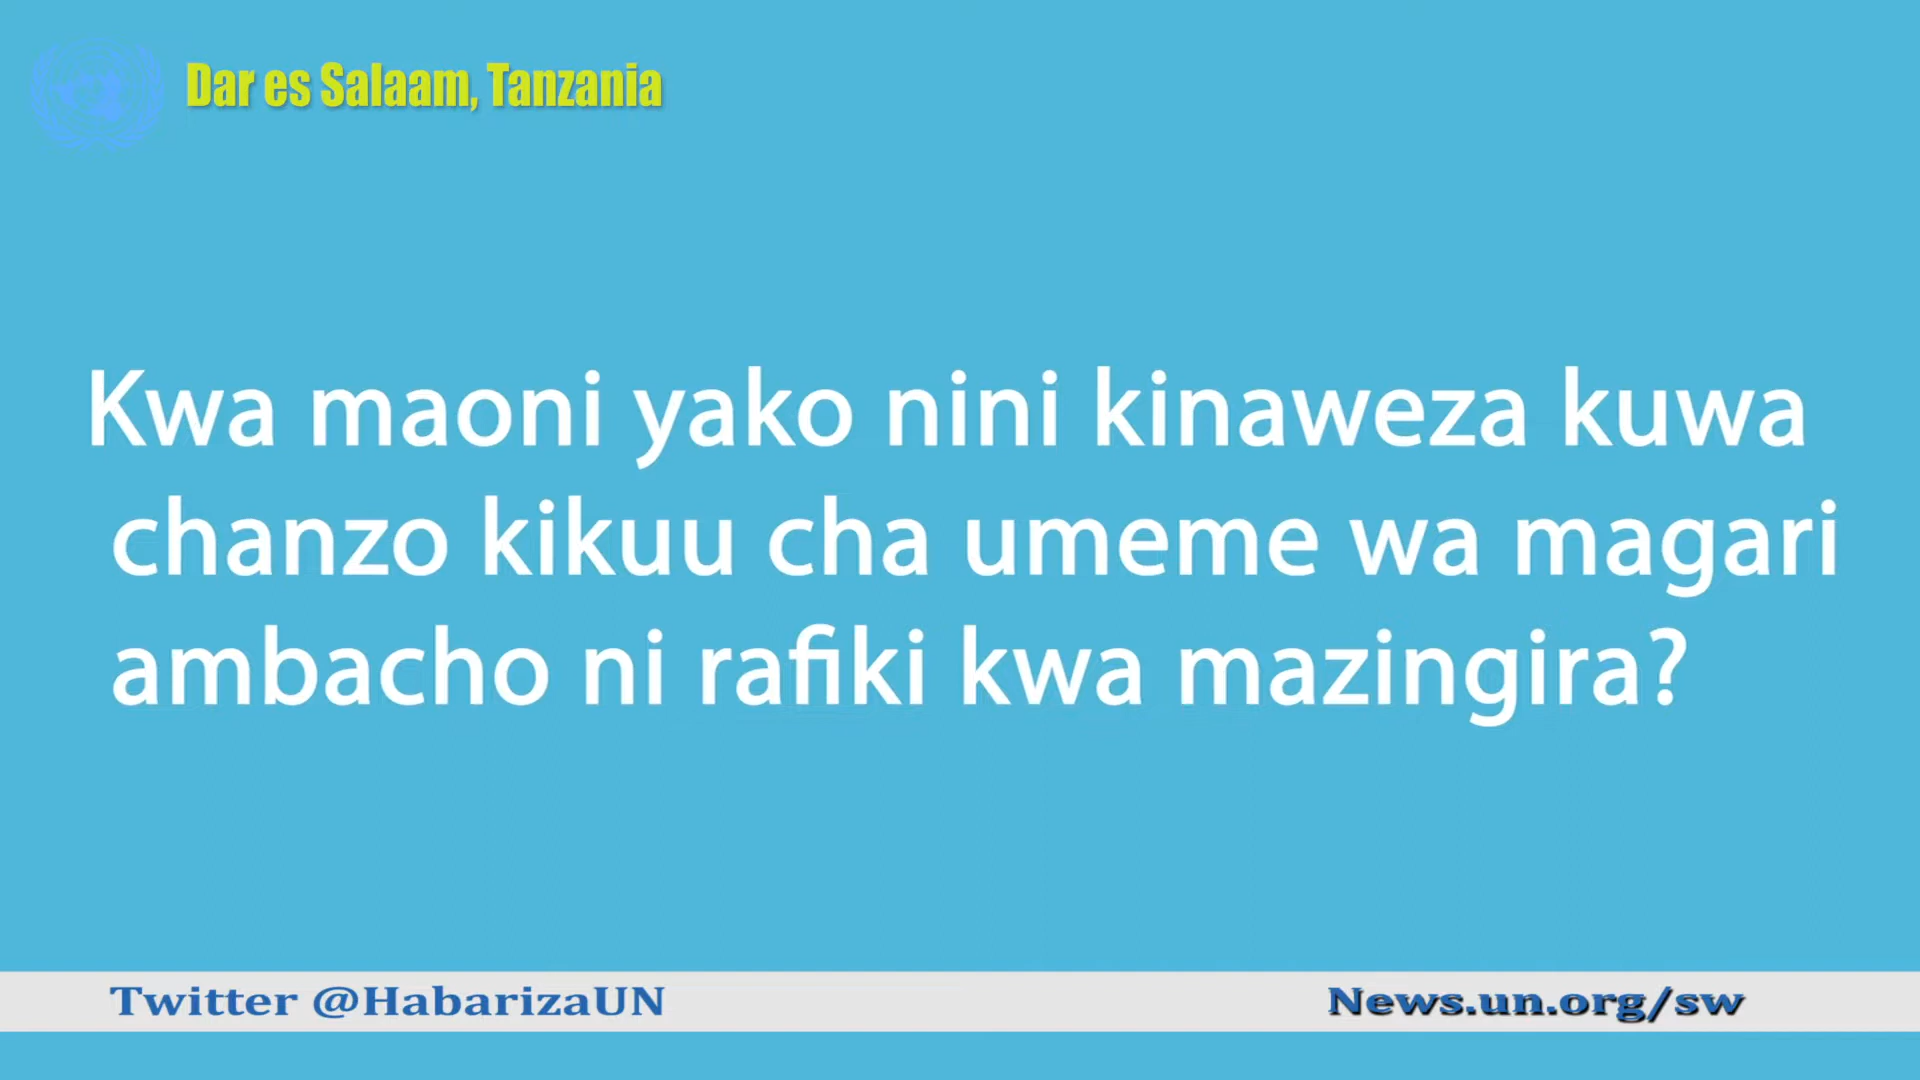 Dar es Salaam, Tanzania
Kwa maoni yako nini kinaweza kuwa
chanzo kikuu cha umeme wa magari
ambacho ni rafiki kwa mazingira?
Twitter @HabarizaUN
News.un.org/sw